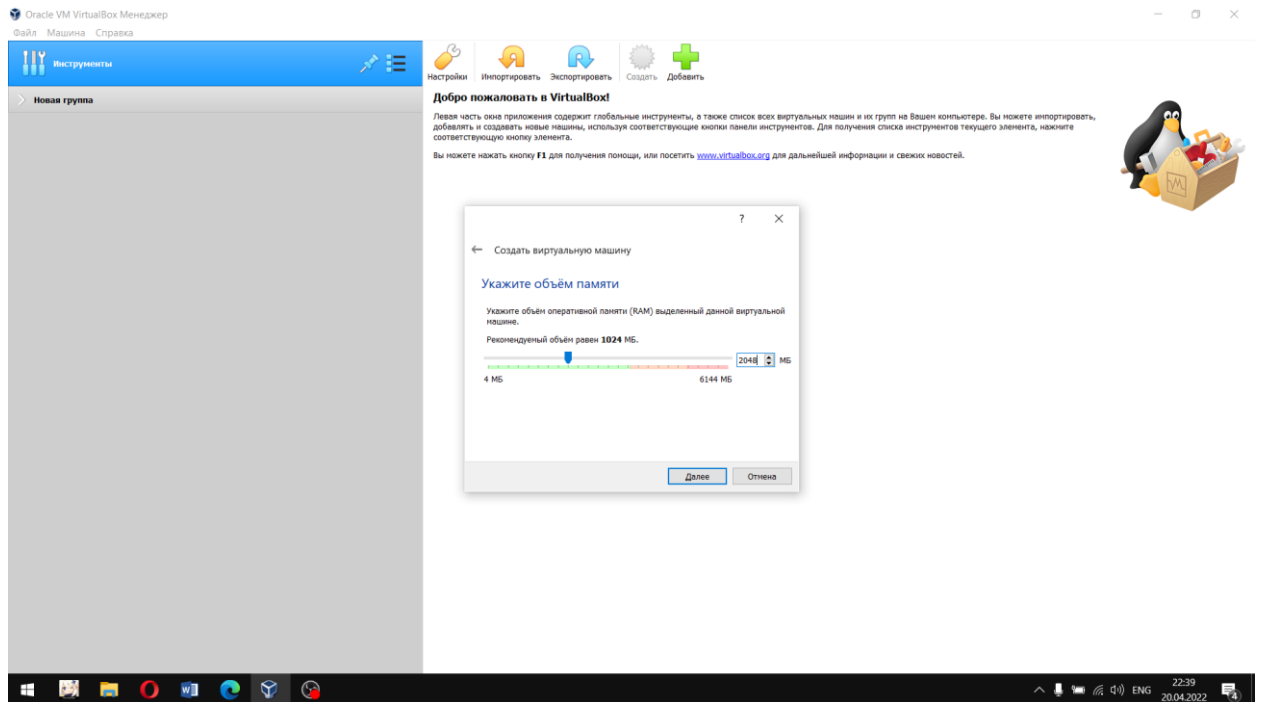 Oracle VM VirtualBox Менеджер
Файл Машина Справка
Инструменты
Настройки Импортировать Экспортировать Создать Добавить
Новая группа
Добро пожаловать в VirtualBox!
Левая часть окна приложения содержит глобальные инструменты, а также список всех виртуальных машин и их групп на Вашем компьютере. Вы можете импортировать,
добавлять и создавать новые машины, используя соответствующие кнопки панели инструментов. Для получения списка инструментов текущего элемента, нажмите
соответствующую кнопку элемента.
Вы можете нажать кнопку F1 для получения помощи, или посетить www.virtualbox.org для дальнейшей информации и свежих новостей.
?
← Создать виртуальную машину
Укажите объём памяти
Укажите объём оперативной памяти (RAM) выделенный данной виртуальной
машине.
Рекомендуемый объём равен 1024 МБ.
2048 МБ
4 МБ 6144 МБ
Далее Отмена
ENG 22:39
20.04.2022
4